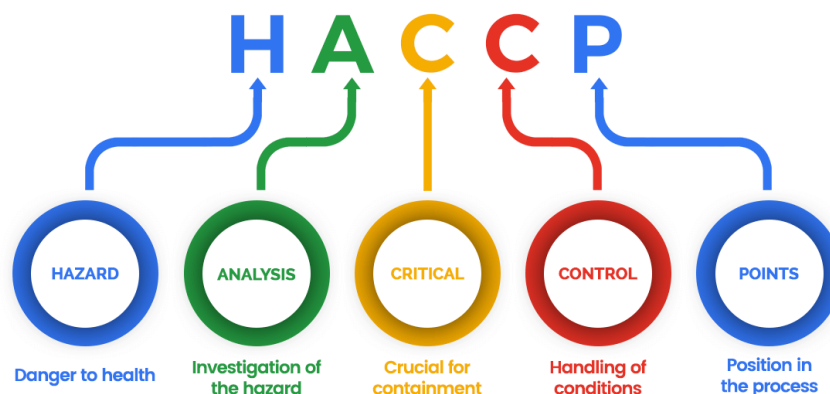 HACCP
HAZARD
ANALYSIS
CRITICAL
CONTROL
POINTS
Danger to health
Investigation of
the hazard
Crucial for
containment
Handling of
conditions
Position in
the process